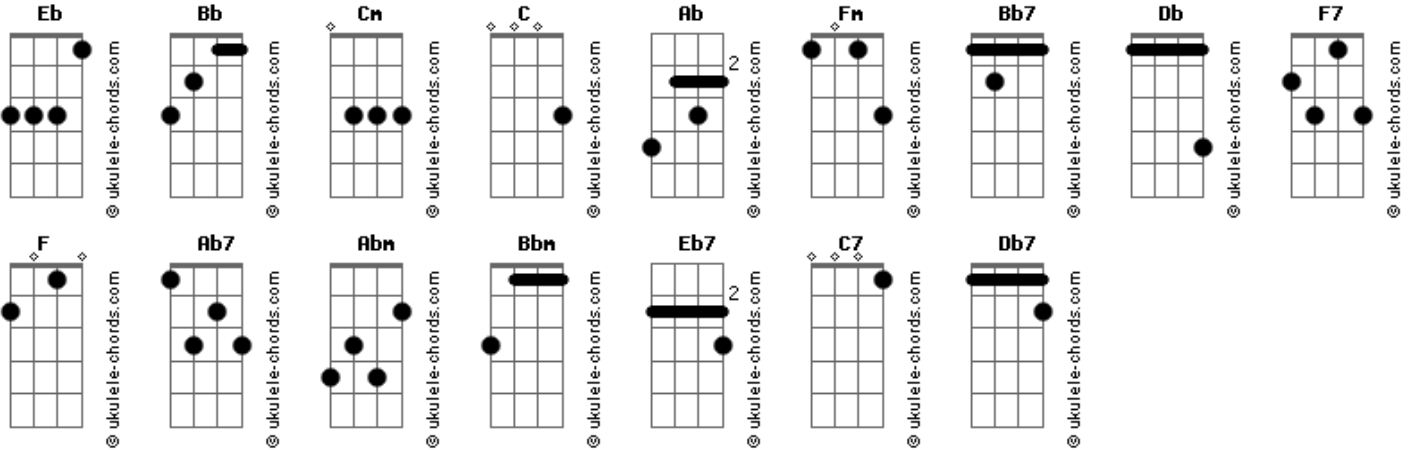 Eb Bb Cm C Ab Fm Bb7 Db F7
2
© ukulele-chords.com © ukulele-chords.com © ukulele-chords.com © ukulele-chords.com © ukulele-chords.com © ukulele-chords.com © ukulele-chords.com © ukulele-chords.com © ukulele-chords.com
F Ab7 Abm Bbm Eb7 C7 Db7
2
© ukulele-chords.com © ukulele-chords.com © ukulele-chords.com © ukulele-chords.com © ukulele-chords.com © ukulele-chords.com © ukulele-chords.com